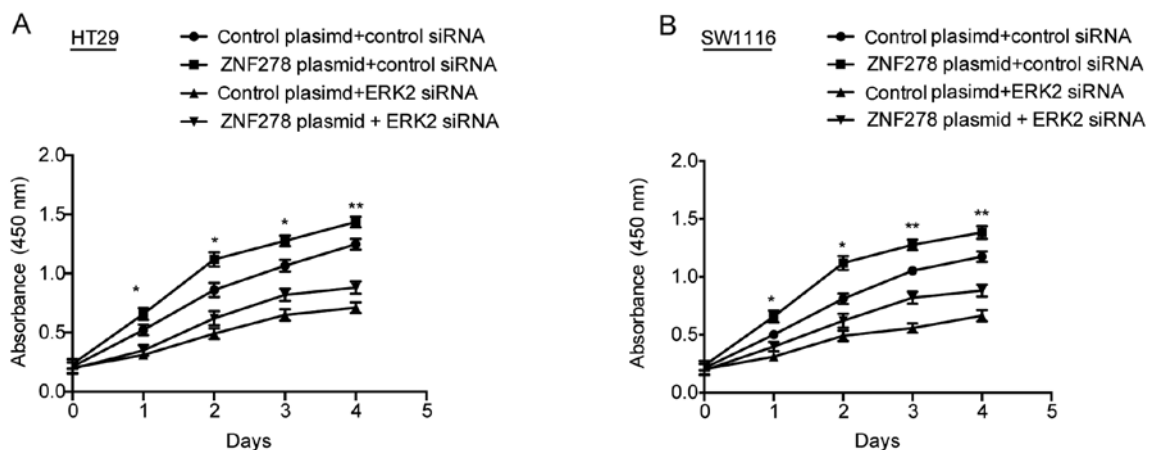 A
HT29
Control plasimd+control siRNA
ZNF278 plasmid+control siRNA
Control plasimd+ERK2 siRNA
ZNF278 plasmid + ERK2 siRNA
Absorbance (450 nm)
2.0
1.5
1.0
0.5
0.0
* * * **
0 1 2 3 4 5
Days
B
SW1116
Control plasimd+control siRNA
ZNF278 plasmid+control siRNA
Control plasimd+ERK2 siRNA
ZNF278 plasmid + ERK2 siRNA
Absorbance (450 nm)
2.0
1.5
1.0
0.5
0.0
* * ** **
0 1 2 3 4 5
Days